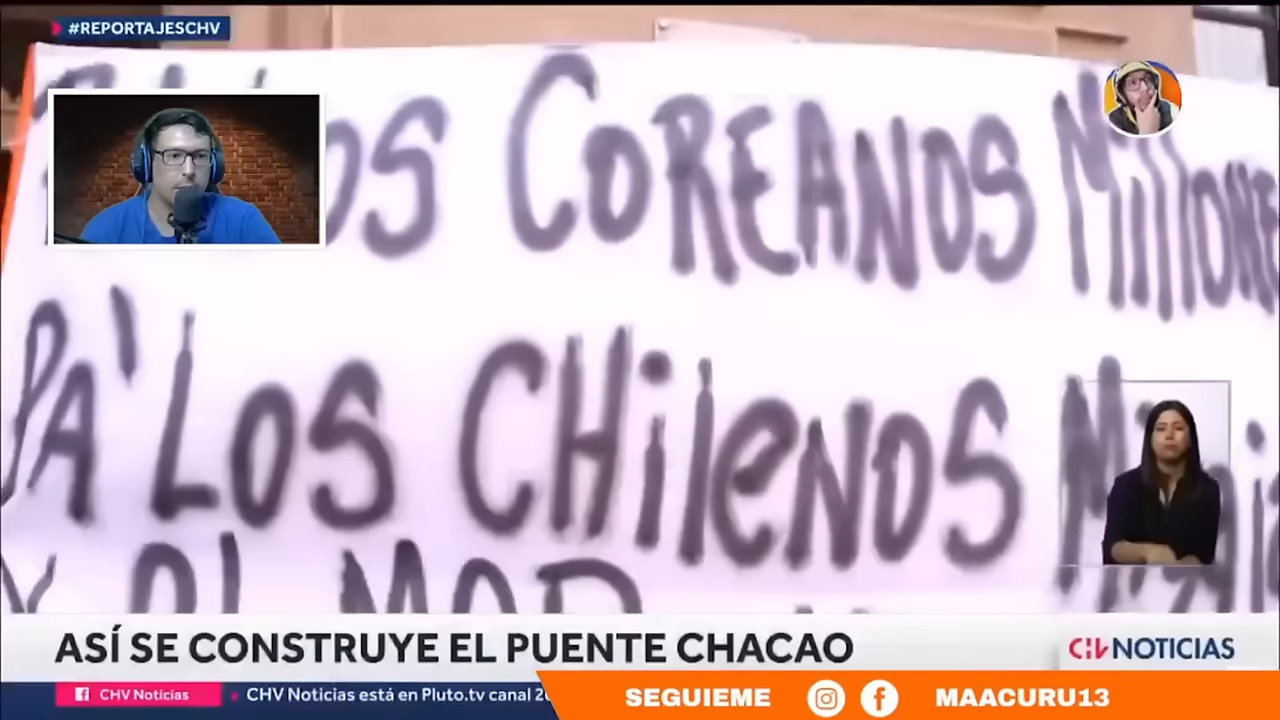 #REPORTAJESCHV
LOS COREANOS
PA' LOS CHILENOS
ASÍ SE CONSTRUYE EL PUENTE CHACAO
CHV NOTICIAS
CHV Noticias
CHV Noticias está en Pluto.tv canal
SEGUIEME
MAACURU13